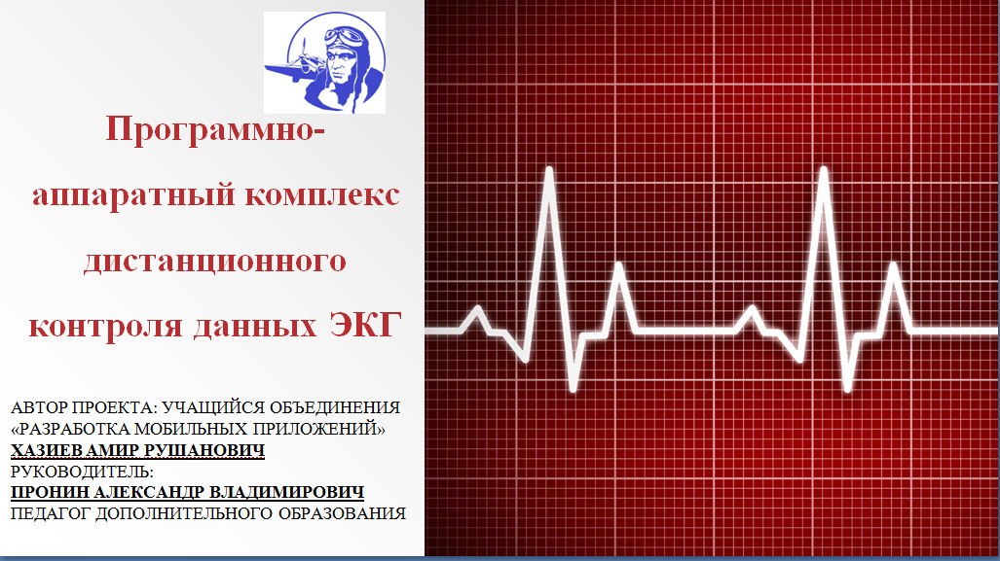 Программно-
аппаратный комплекс
дистанционного
контроля данных ЭКГ
АВТОР ПРОЕКТА: УЧАЩИЙСЯ ОБЪЕДИНЕНИЯ
«РАЗРАБОТКА МОБИЛЬНЫХ ПРИЛОЖЕНИЙ»
ХАЗИЕВ АМИР РУШАНОВИЧ
РУКОВОДИТЕЛЬ:
ПРОНИН АЛЕКСАНДР ВЛАДИМИРОВИЧ
ПЕДАГОГ ДОПОЛНИТЕЛЬНОГО ОБРАЗОВАНИЯ